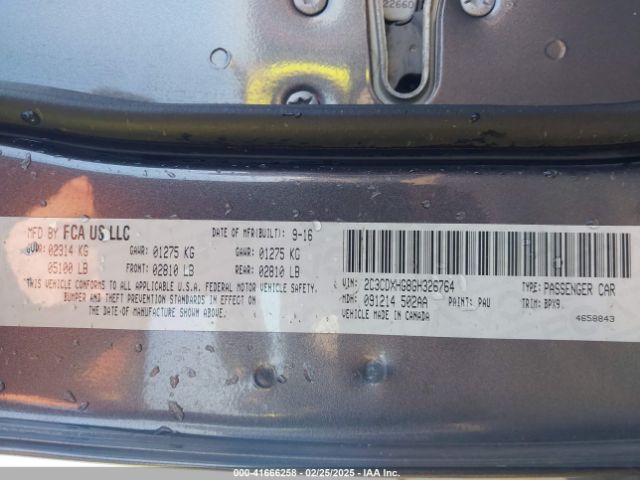 22660
MFD BY FCA US LLC DATE OF MFR(BUILT): 9-16
02314 KG GAWR: 01275 KG GAWR: 01275 KG
05100 LB FRONT: 02810 LB REAR: 02810 LB
THIS VEHICLE CONFORMS TO ALL APPLICABLE U.S.A. FEDERAL MOTOR VEHICLE SAFETY,
BUMPER AND THEFT PREVENTION STANDARDS IN EFFECT ON
THE DATE OF MANUFACTURE SHOWN ABOVE.
VIN: 2C3CDXHG8GH326764 TYPE: PASSENGER CAR
MDH: 091214 502AA PAINT: PAU TRIM: BPX9
VEHICLE MADE IN CANADA 4658843
000-41666258 - 02/25/2025 - IAA Inc.